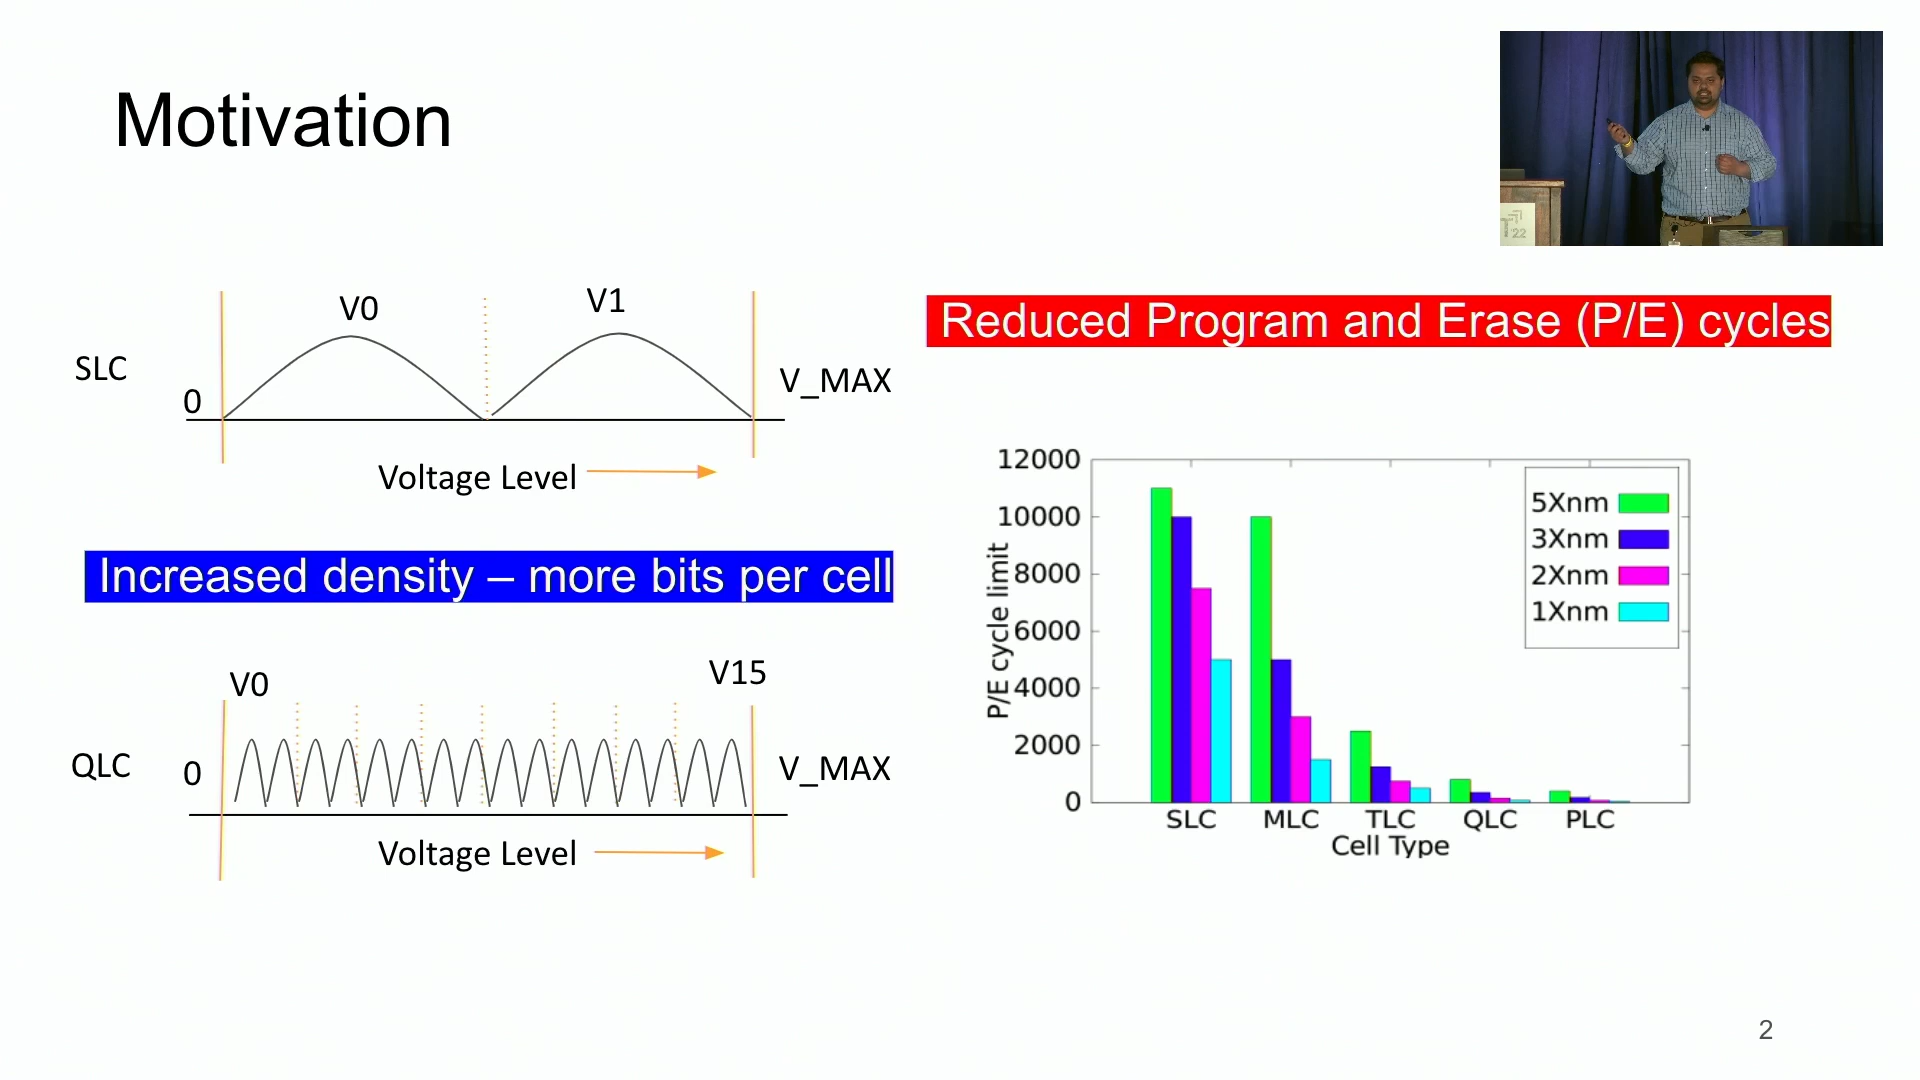 Motivation
V0
V1
SLC
0
V_MAX
Voltage Level
Increased density – more bits per cell
V0
V15
QLC
0
V_MAX
Voltage Level
Reduced Program and Erase (P/E) cycles
12000
10000
8000
6000
4000
2000
0
P/E cycle limit
5Xnm
3Xnm
2Xnm
1Xnm
SLC MLC TLC QLC PLC
Cell Type
'22
2